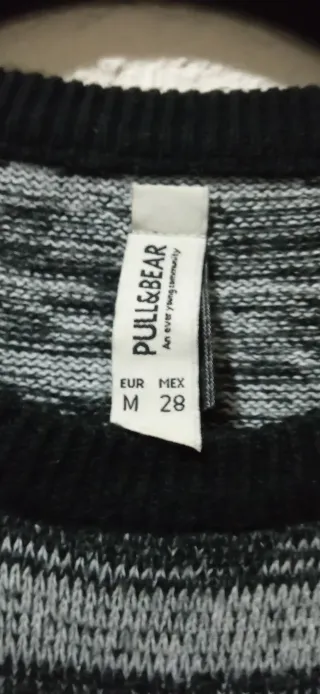 PULL&BEAR
An ever young community
EUR MEX
M 28